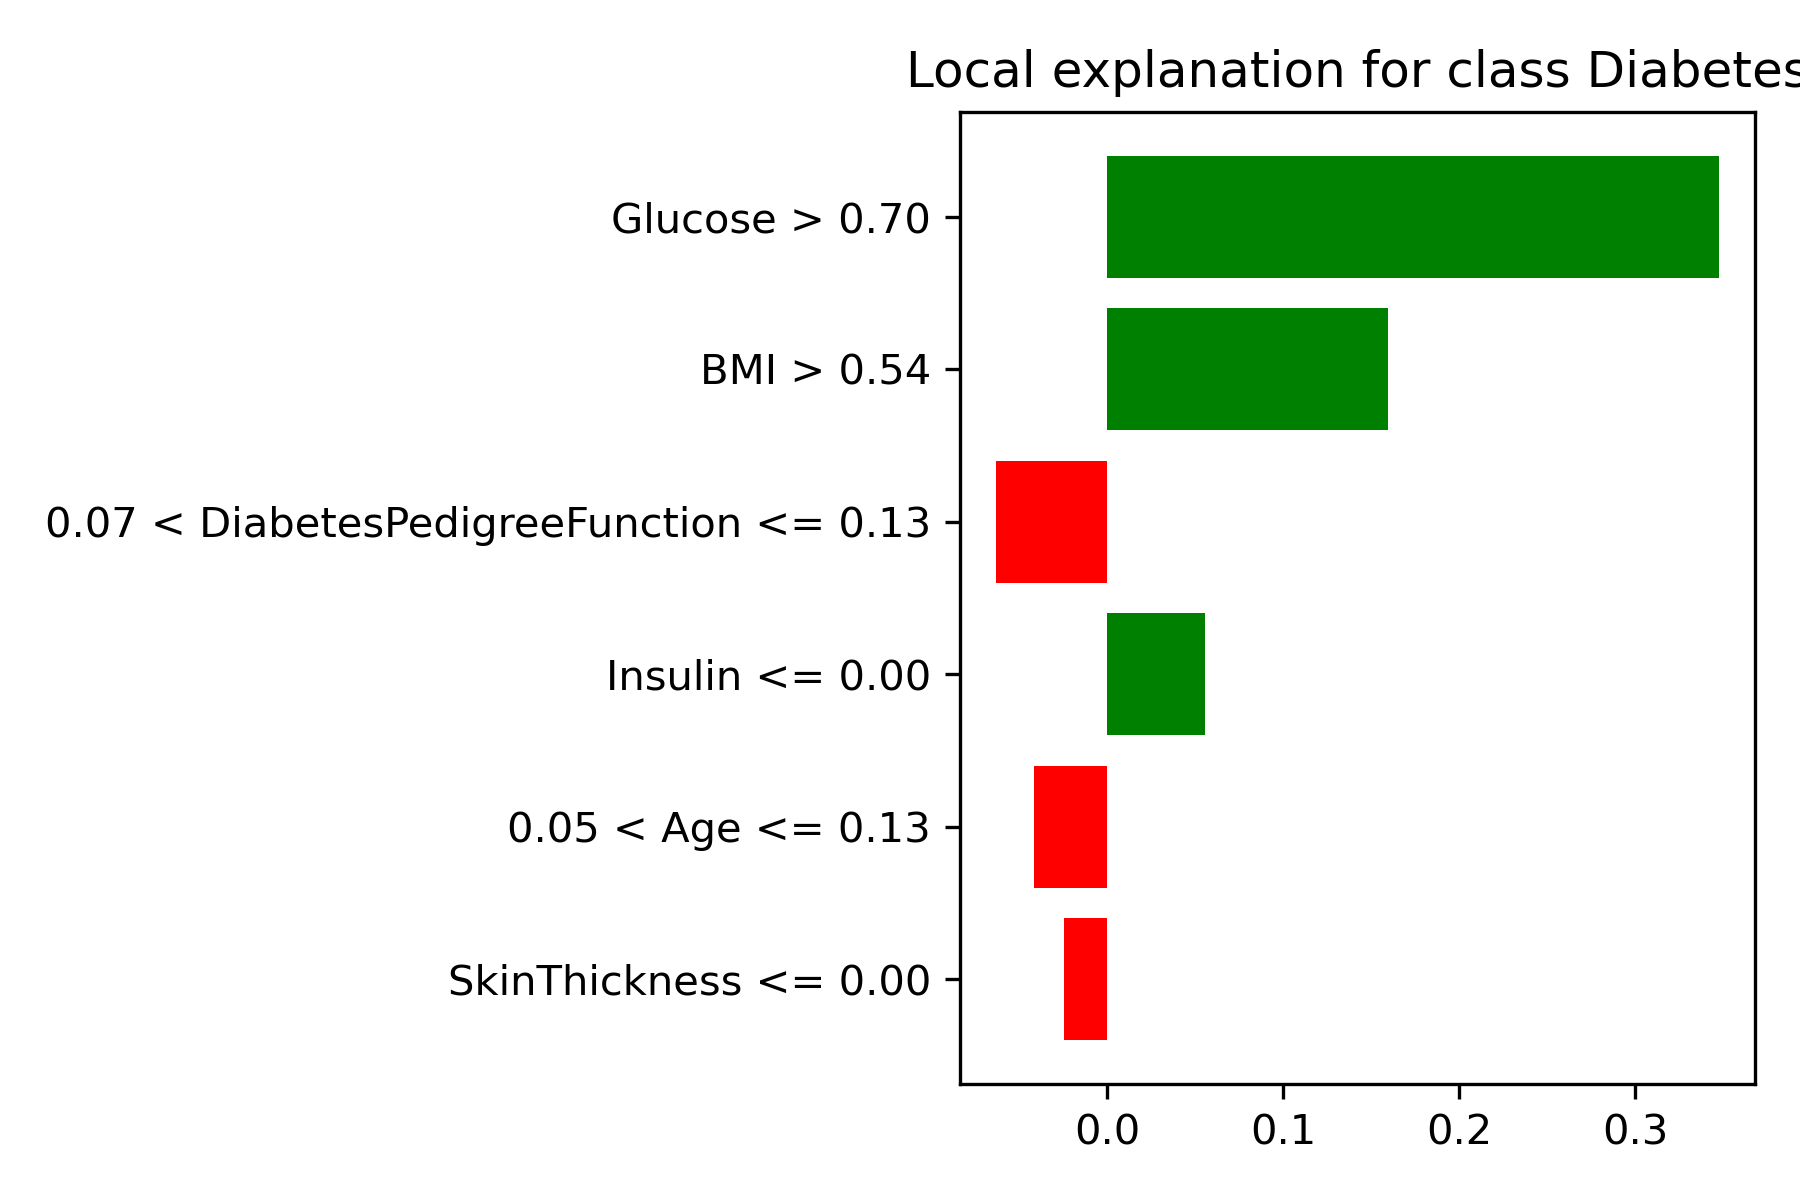 Local explanation for class Diabetes
Glucose > 0.70
BMI > 0.54
0.07 < DiabetesPedigreeFunction <= 0.13
Insulin <= 0.00
0.05 < Age <= 0.13
SkinThickness <= 0.00
0.0 0.1 0.2 0.3